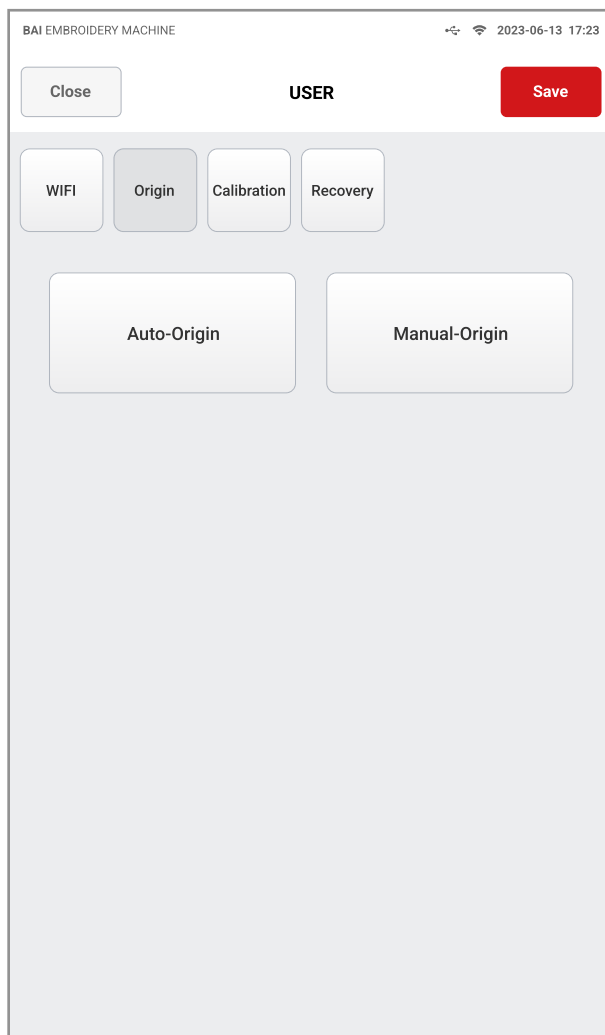 BAI EMBROIDERY MACHINE 2023-06-13 17:23
Close USER Save
WIFI Origin Calibration Recovery
Auto-Origin Manual-Origin